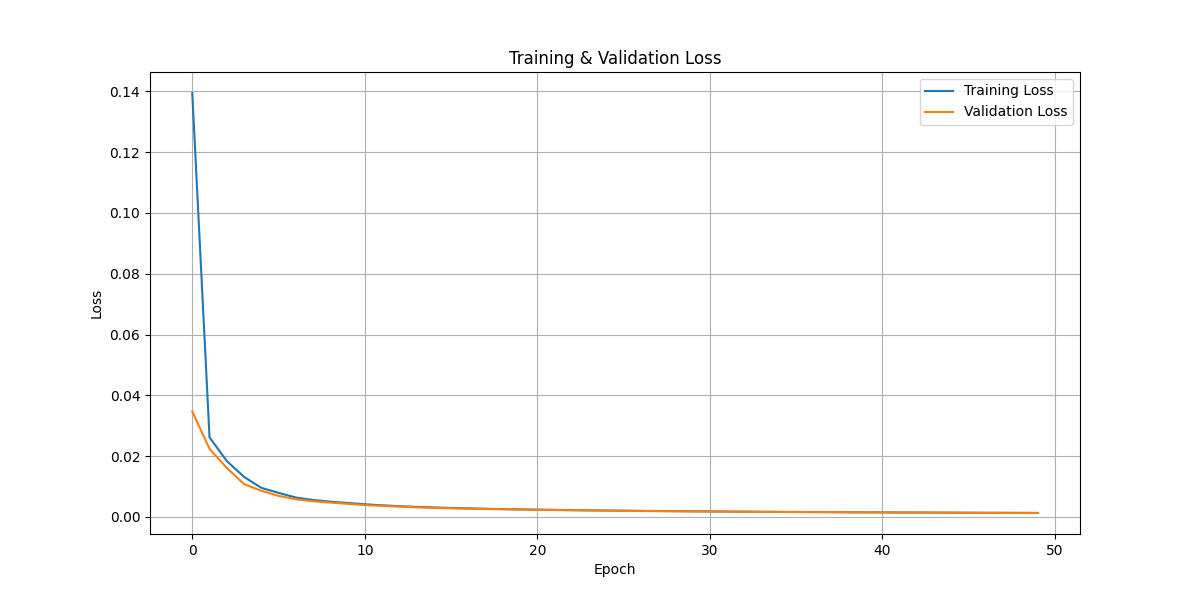 Training & Validation Loss
Training Loss
Validation Loss
0.14
0.12
0.10
0.08
0.06
0.04
0.02
0.00
Loss
0 10 20 30 40 50
Epoch